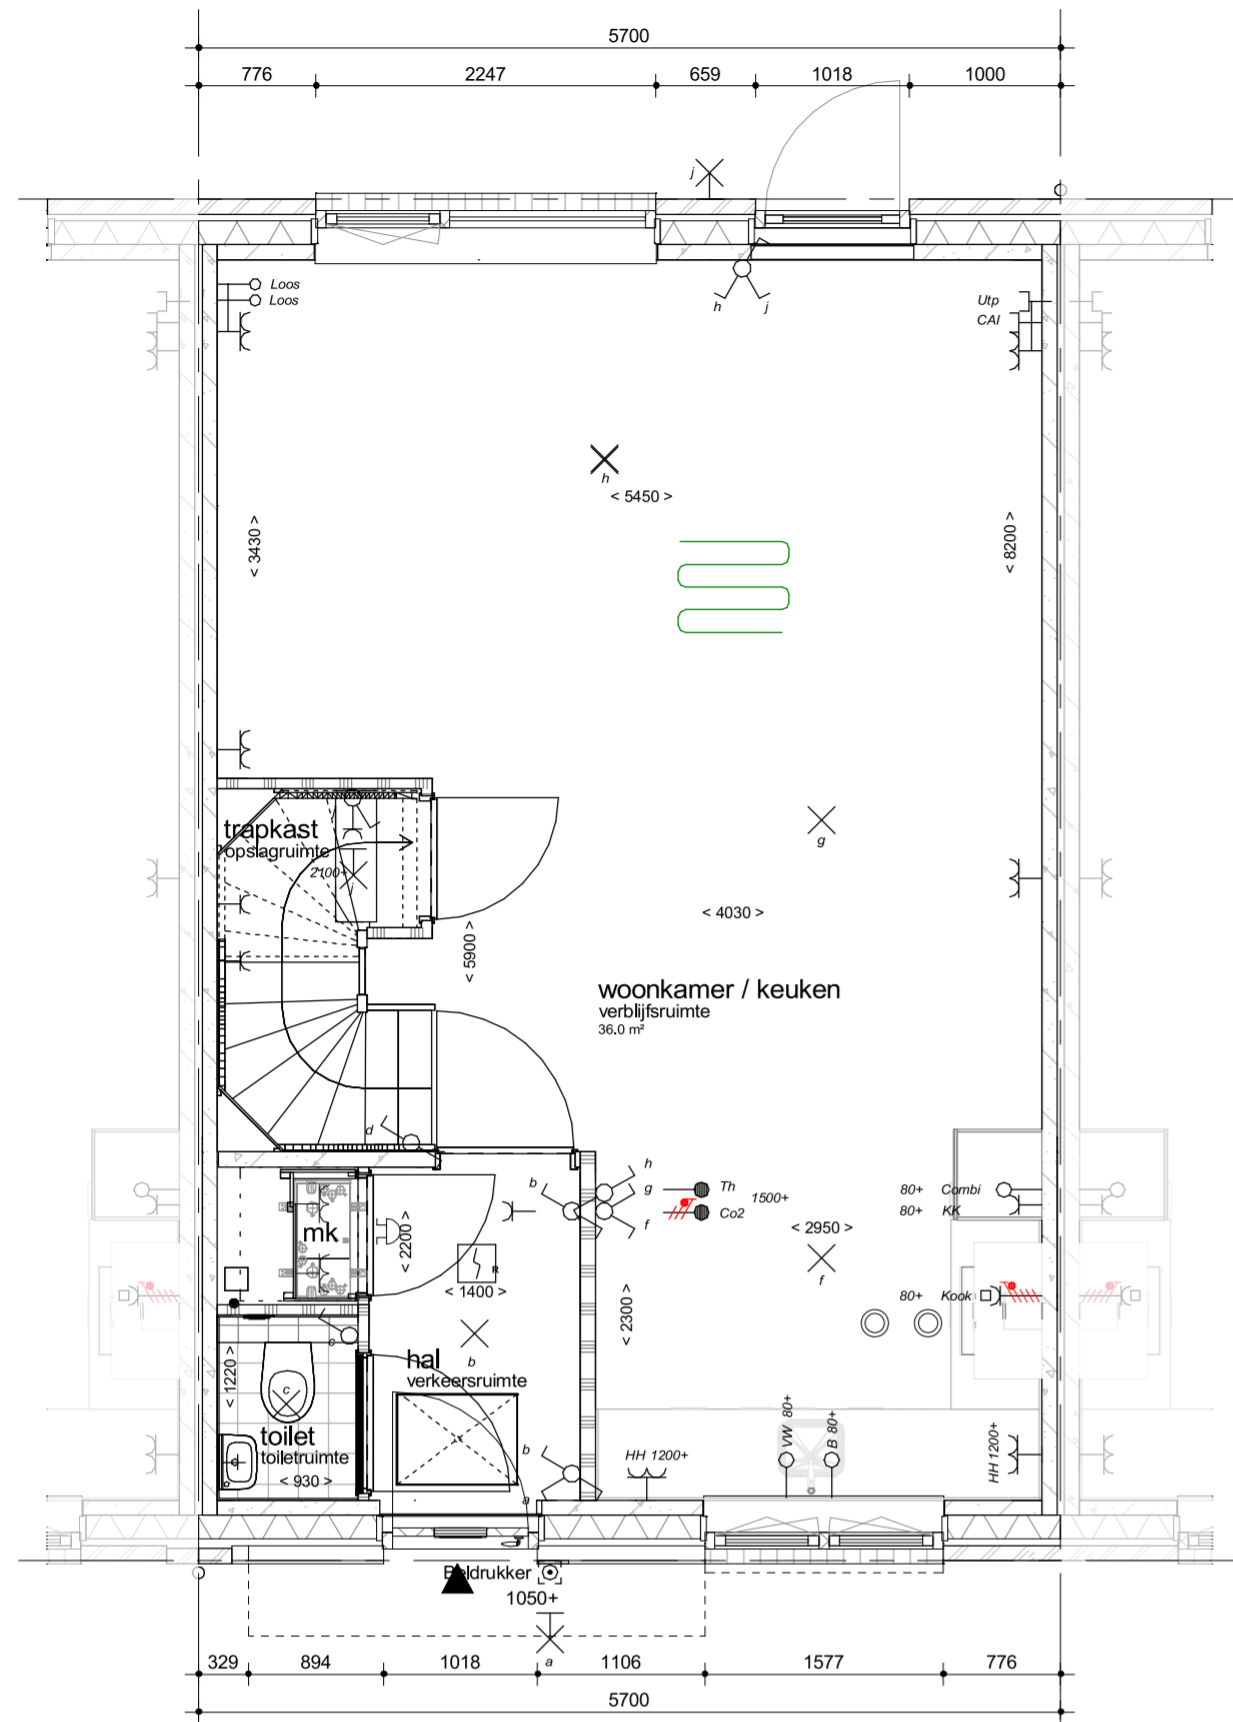 5700
776 2247 659 1018 1000
j
Loos
Loos
h j
Utp
CAI
h
< 5450 >
< 3430 >
< 8200 >
trapkast
opslagruimte
2100+
i
g
< 4030 >
< 5900 >
woonkamer / keuken
verblijfsruimte
36.0 m²
d
h
b
g
f
Th
Co2
1500+
80+ Combi
80+ KK
mk
< 2200 >
R
< 1400 >
< 2950 >
f
80+ Kook
< 2300 >
c
b
hal
verkeersruimte
< 1220 >
c
toilet
toiletruimte
< 930 >
b
a
HH 1200+
VW 80+
B 80+
HH 1200+
Beldrukker
1050+
a
329 894 1018 1106 1577 776
5700